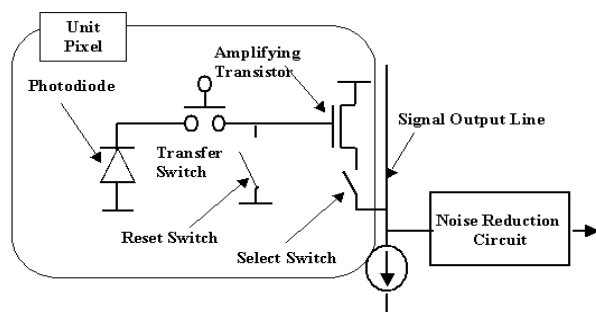 Unit
Pixel
Amplifying
Transistor
Photodiode
Signal Output Line
Transfer
Switch
Reset Switch
Select Switch
Noise Reduction
Circuit